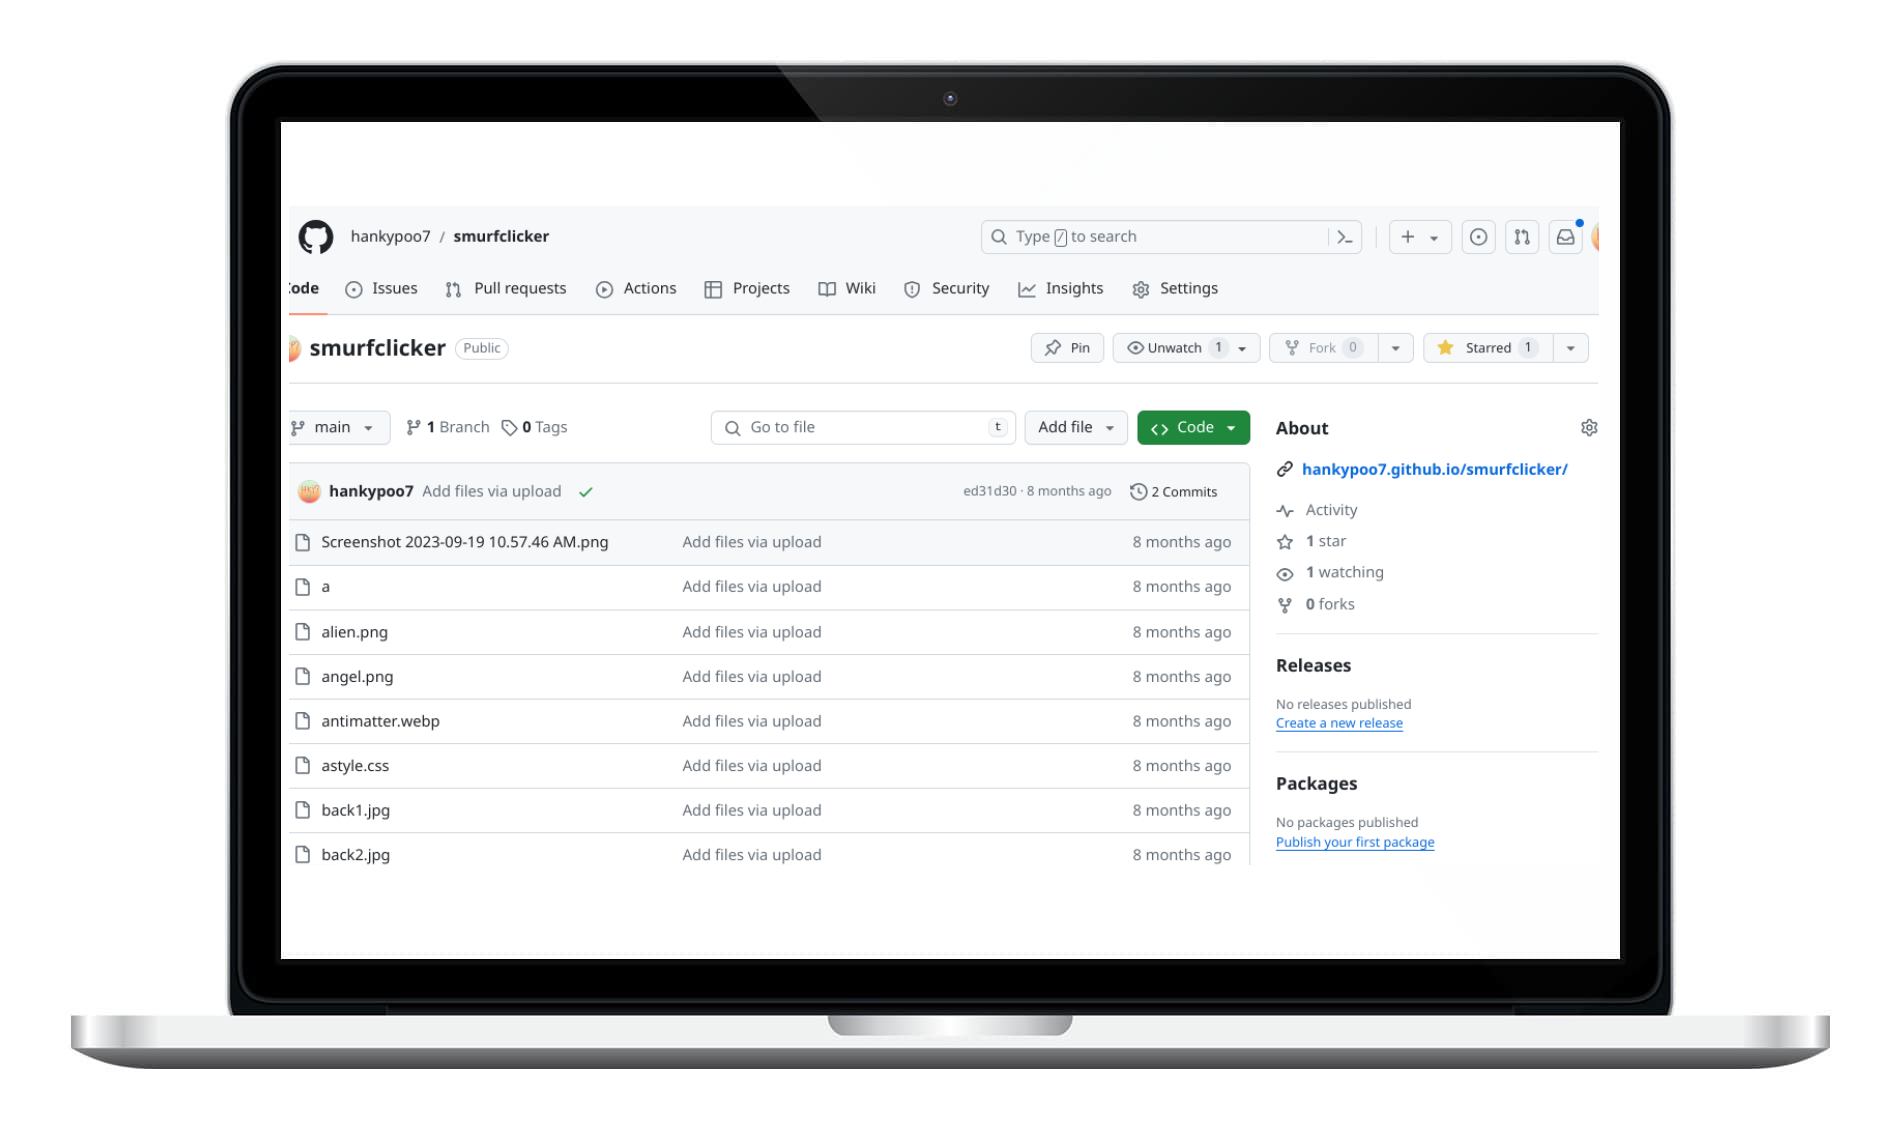 hankypoo7 / smurfclicker
Type / to search
Code Issues Pull requests Actions Projects Wiki Security Insights Settings
smurfclicker Public
Pin Unwatch 1 Fork 0 Starred 1
main 1 Branch 0 Tags
Go to file t Add file Code
hankypoo7 Add files via upload ed31d30 · 8 months ago 2 Commits
Screenshot 2023-09-19 10.57.46 AM.png Add files via upload 8 months ago
a Add files via upload 8 months ago
alien.png Add files via upload 8 months ago
angel.png Add files via upload 8 months ago
antimatter.webp Add files via upload 8 months ago
astyle.css Add files via upload 8 months ago
back1.jpg Add files via upload 8 months ago
back2.jpg Add files via upload 8 months ago
About
hankypoo7.github.io/smurfclicker/
Activity
1 star
1 watching
0 forks
Releases
No releases published
Create a new release
Packages
No packages published
Publish your first package